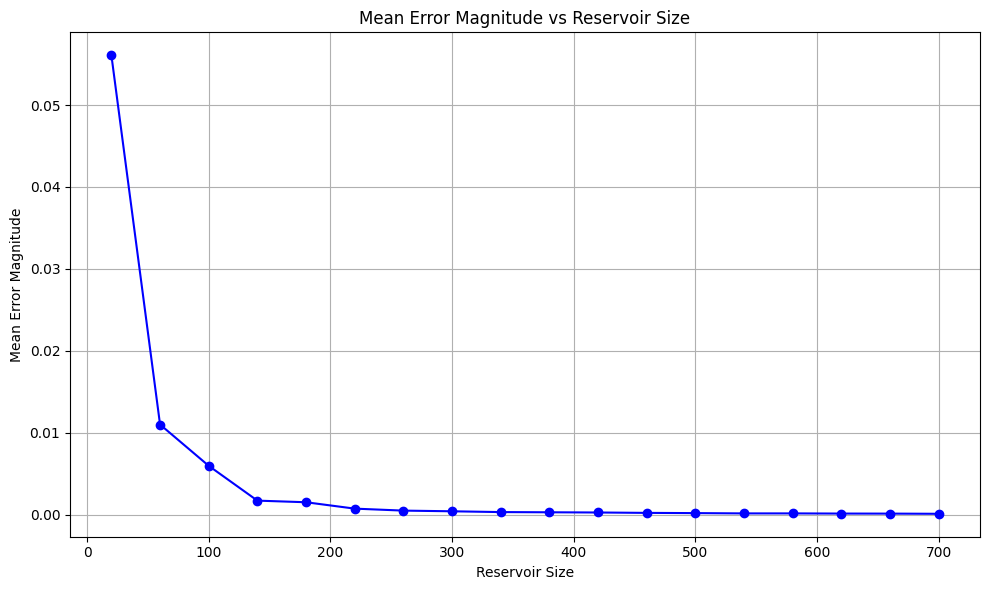 Mean Error Magnitude vs Reservoir Size
Mean Error Magnitude
0.05
0.04
0.03
0.02
0.01
0.00
0 100 200 300 400 500 600 700
Reservoir Size